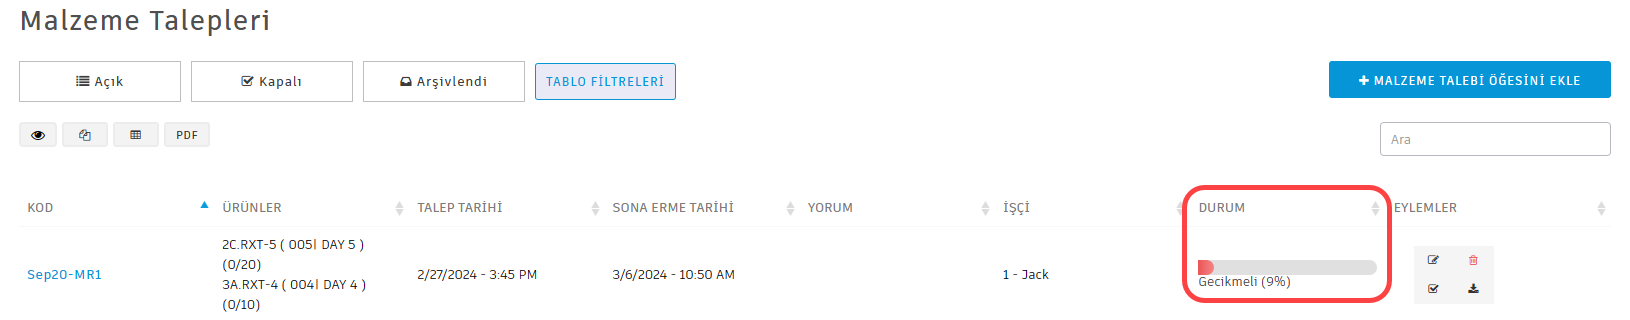 Malzeme Talepleri
Açık
Kapalı
Arşivlendi
TABLO FİLTRELERİ
MALZEME TALEBİ ÖĞESİNİ EKLE
PDF
Ara
KOD
ÜRÜNLER
TALEP TARİHİ
SONA ERME TARİHİ
YORUM
İŞÇİ
DURUM
EYLEMLER
Sep20-MR1
2C.RXT-5 ( 005| DAY 5 )
(0/20)
3A.RXT-4 ( 004| DAY 4 )
(0/10)
2/27/2024 - 3:45 PM
3/6/2024 - 10:50 AM
1 - Jack
Gecikmeli (9%)